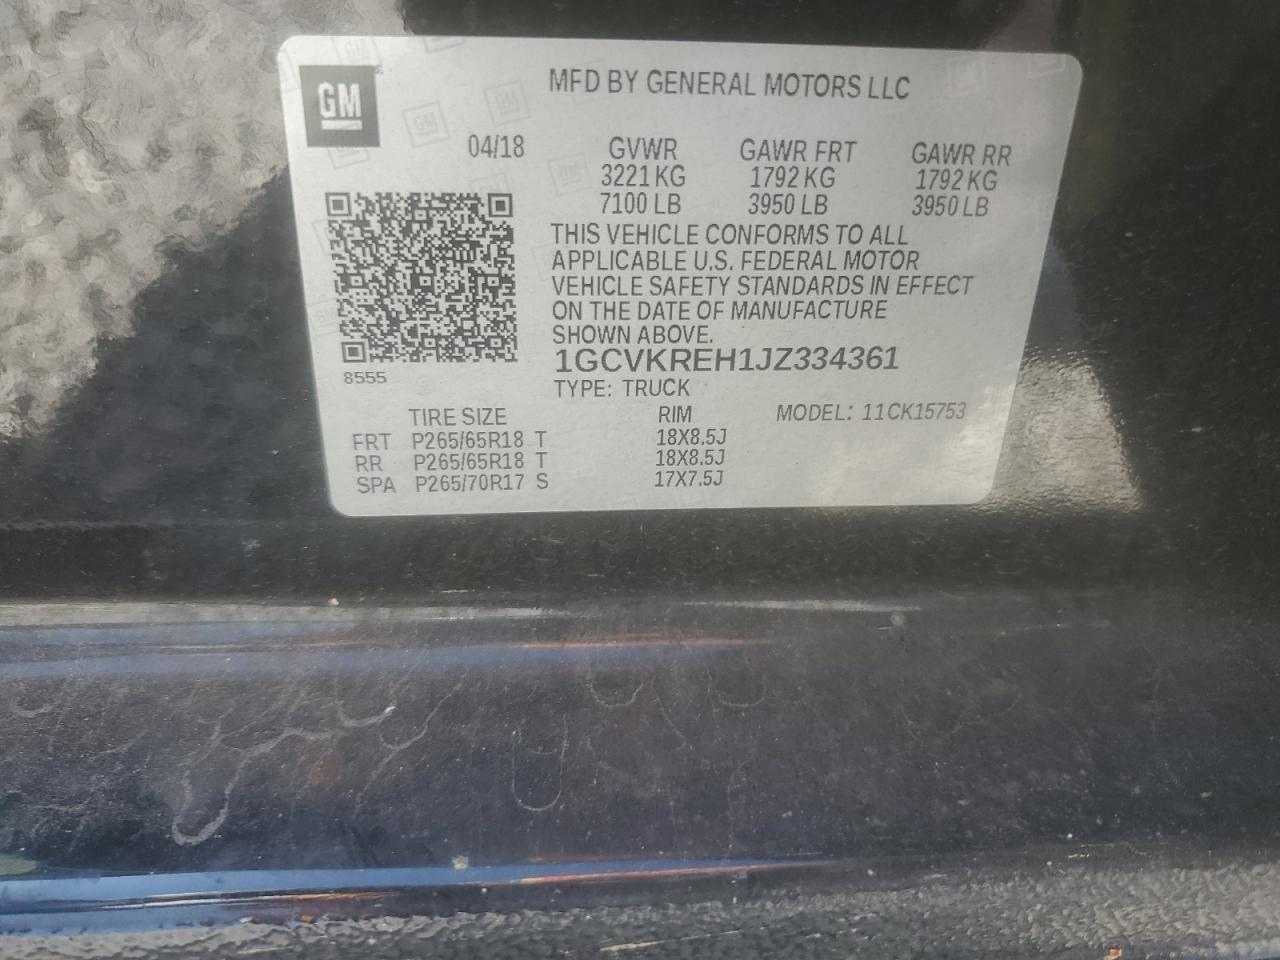 GM
MFD BY GENERAL MOTORS LLC
04/18 GVWR GAWR FRT GAWR RR
3221 KG 1792 KG 1792 KG
7100 LB 3950 LB 3950 LB
THIS VEHICLE CONFORMS TO ALL
APPLICABLE U.S. FEDERAL MOTOR
VEHICLE SAFETY STANDARDS IN EFFECT
ON THE DATE OF MANUFACTURE
SHOWN ABOVE.
1GCVKREH1JZ334361
8555
TYPE: TRUCK
TIRE SIZE RIM MODEL: 11CK15753
FRT P265/65R18 T 18X8.5J
RR P265/65R18 T 18X8.5J
SPA P265/70R17 S 17X7.5J